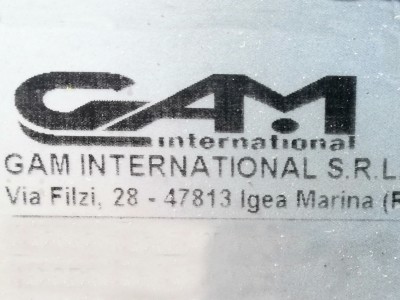 GAM
international
GAM INTERNATIONAL S.R.L
Via Filzi, 28 - 47813 Igea Marina (R